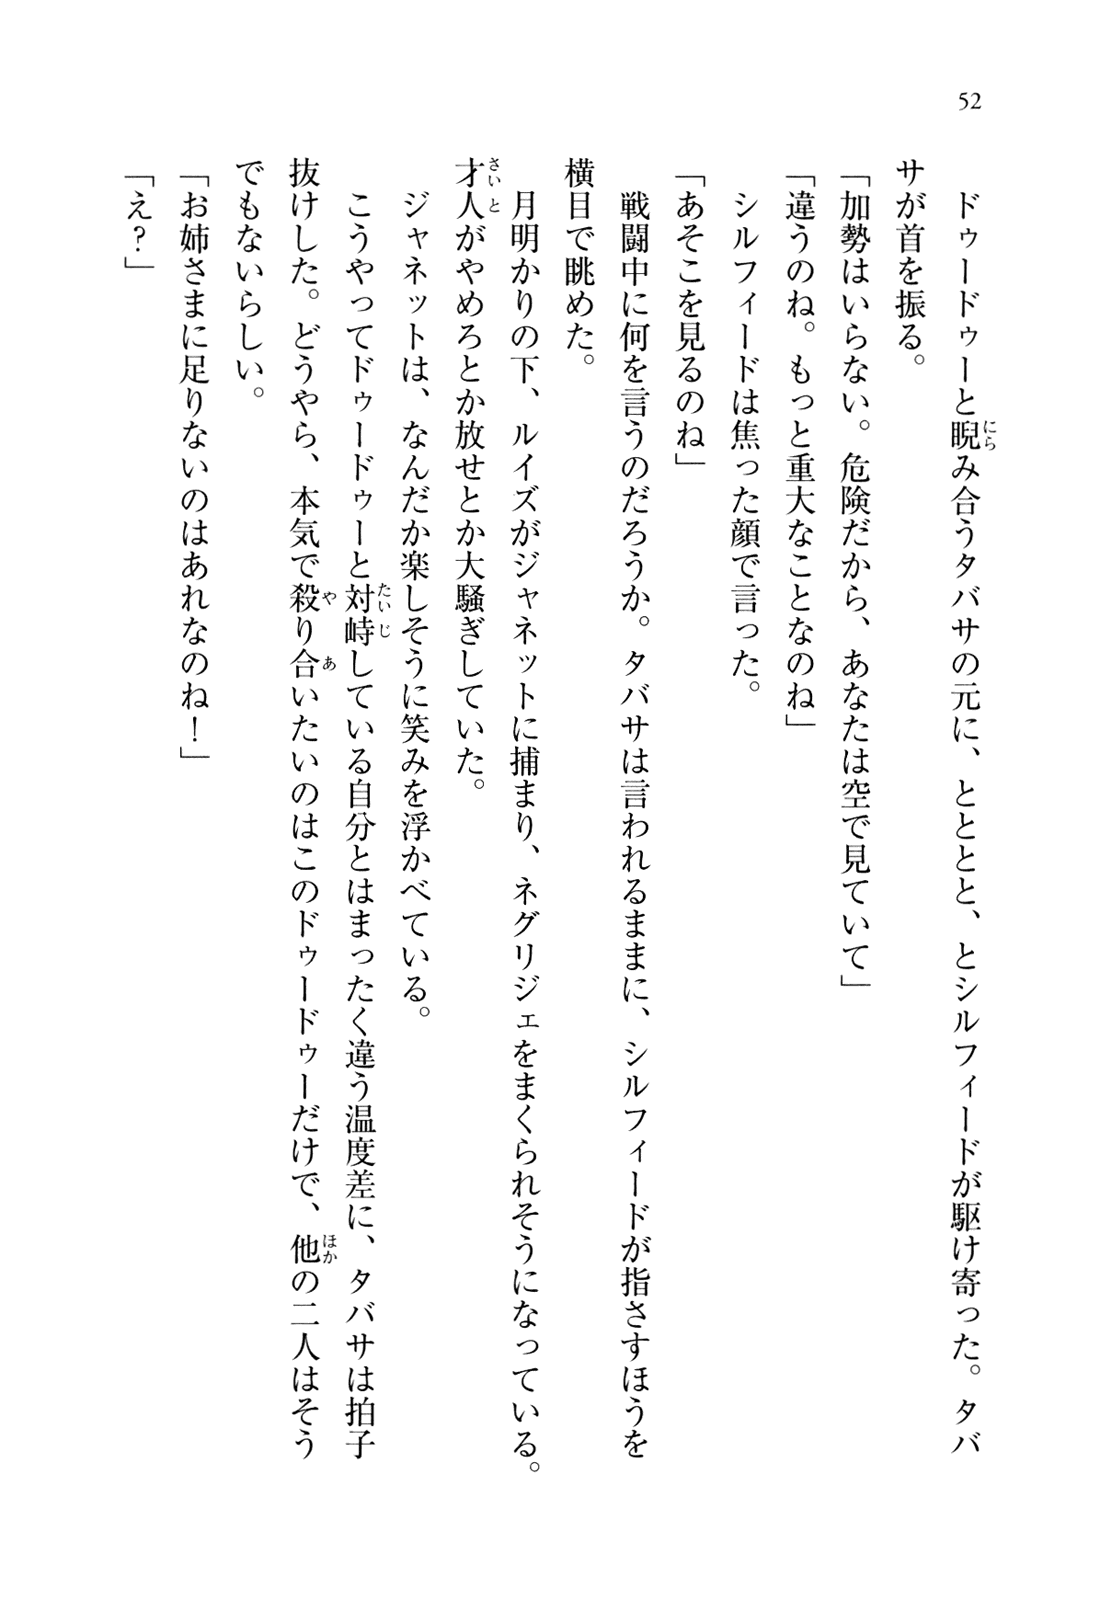 52
　ドゥードゥーと睨み合うタバサの元に、とととと、とシルフィードが駆け寄った。タバ
サが首を振る。
「加勢はいらない。危険だから、あなたは空で見ていて」
「違うのね。もっと重大なことなのね」
　シルフィードは焦った顔で言った。
「あそこを見るのね」
　戦闘中に何を言うのだろうか。タバサは言われるままに、シルフィードが指さすほうを
横目で眺めた。
　月明かりの下、ルイズがジャネットに捕まり、ネグリジェをまくられそうになっている。
才人がやめろとか放せとか大騒ぎしていた。
　ジャネットは、なんだか楽しそうに笑みを浮かべている。
　こうやってドゥードゥーと対峙している自分とはまったく違う温度差に、タバサは拍子
抜けした。どうやら、本気で殺り合いたいのはこのドゥードゥーだけで、他の二人はそう
でもないらしい。
「お姉さまに足りないのはあれなのね！」
「え？」